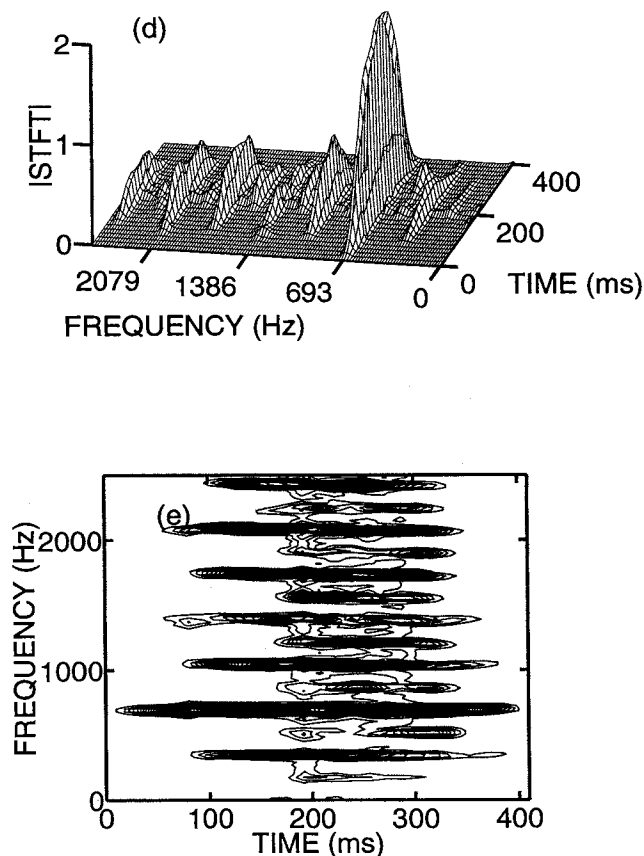 (d)
2
1
0
|STFT|
2079
1386
693
0
FREQUENCY (Hz)
0
200
400
TIME (ms)
(e)
FREQUENCY (Hz)
2000
1000
0
0
100
200
300
400
TIME (ms)